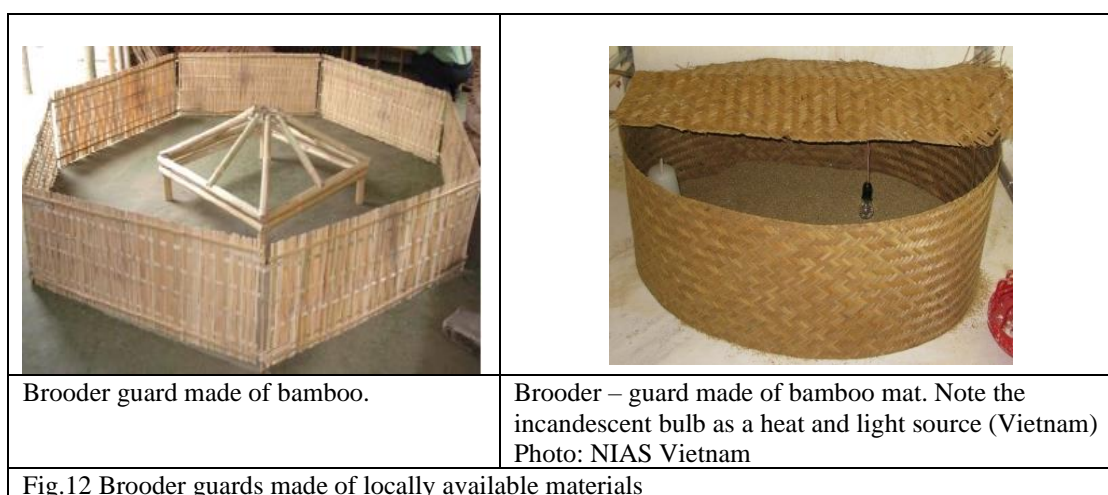 Brooder guard made of bamboo.
Brooder – guard made of bamboo mat. Note the
incandescent bulb as a heat and light source (Vietnam)
Photo: NIAS Vietnam
Fig.12 Brooder guards made of locally available materials